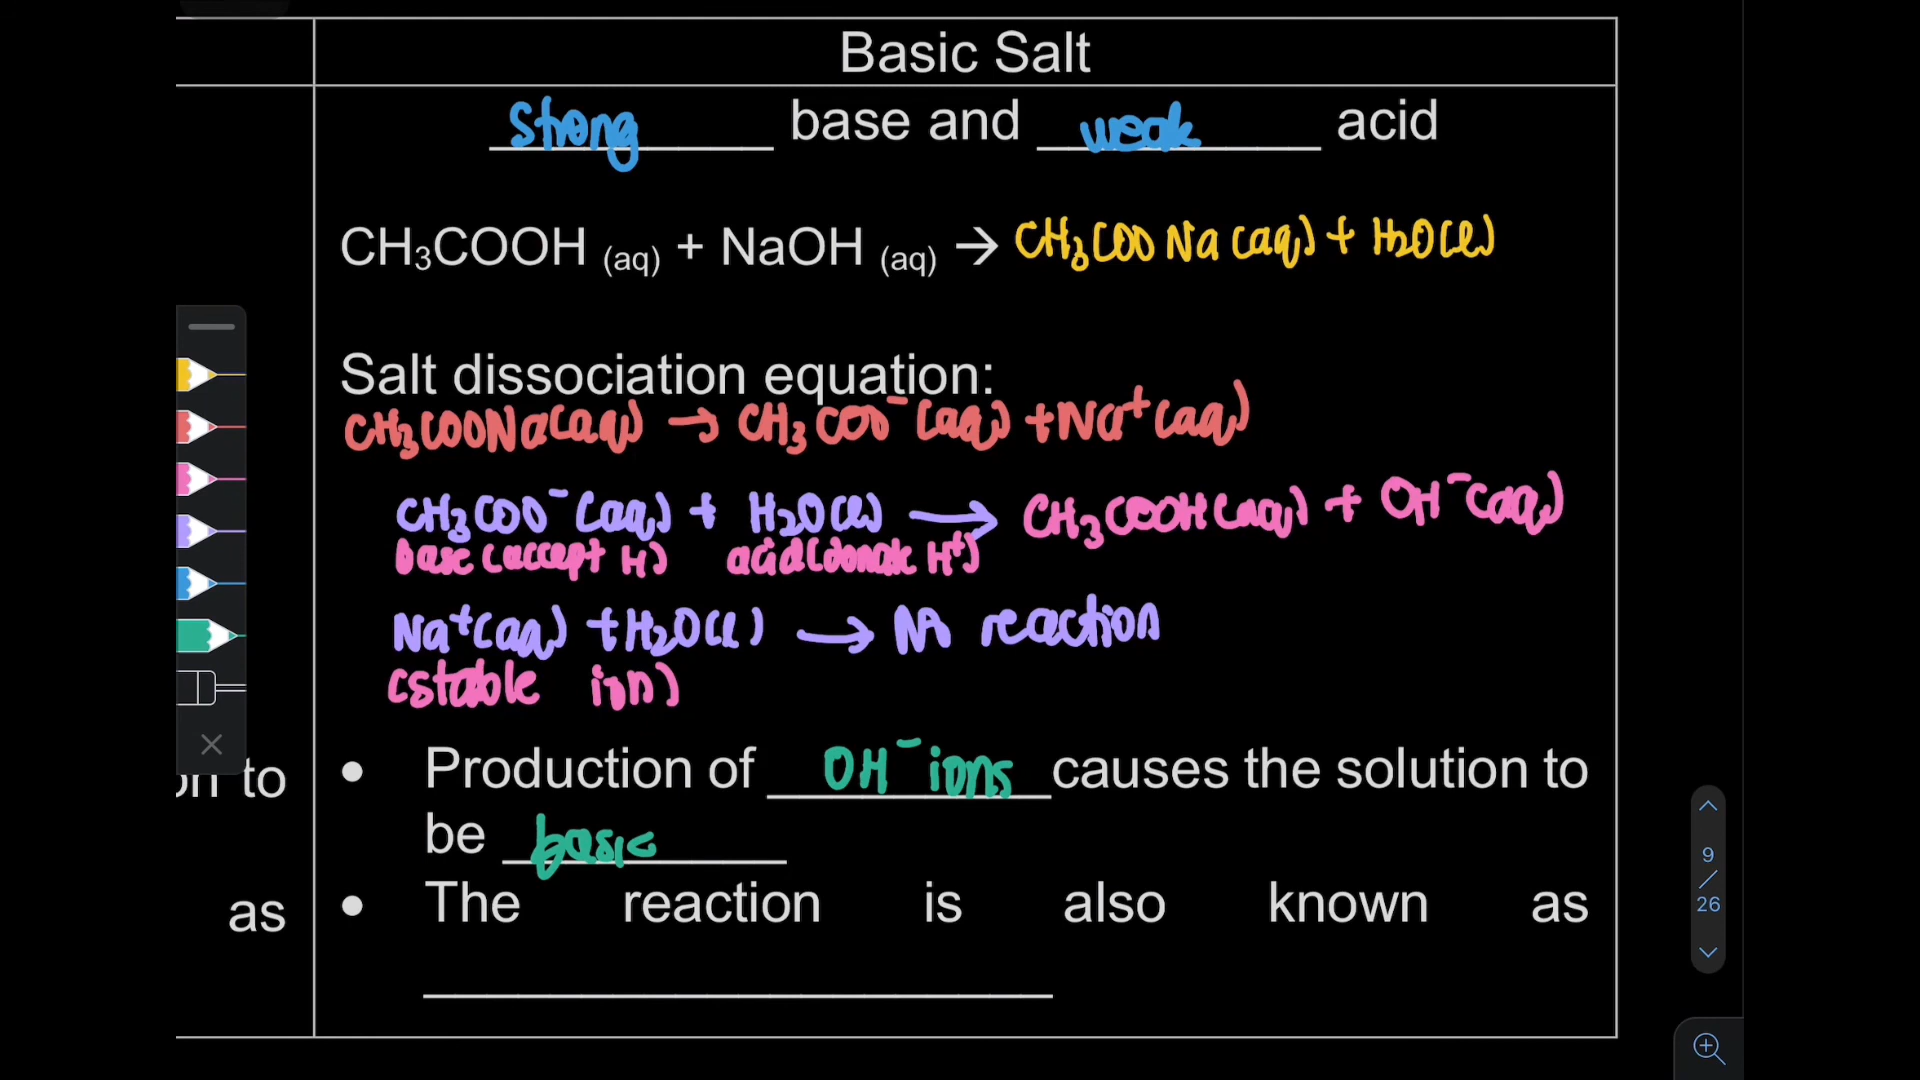 Basic Salt
strong base and weak acid
CH₃COOH (aq) + NaOH (aq) → CH₃COO Na (aq) + H₂O(l)
Salt dissociation equation:
CH₃COONa(aq) → CH₃COO⁻(aq) + Na⁺(aq)
CH₃COO⁻(aq) + H₂O(l) → CH₃COOH(aq) + OH⁻(aq)
base (accept H) acid (donate H⁺)
Na⁺(aq) + H₂O(l) → No reaction
(stable ion)
• Production of OH⁻ ions causes the solution to
be basic
on to
• The reaction is also known as
as
9
/
26